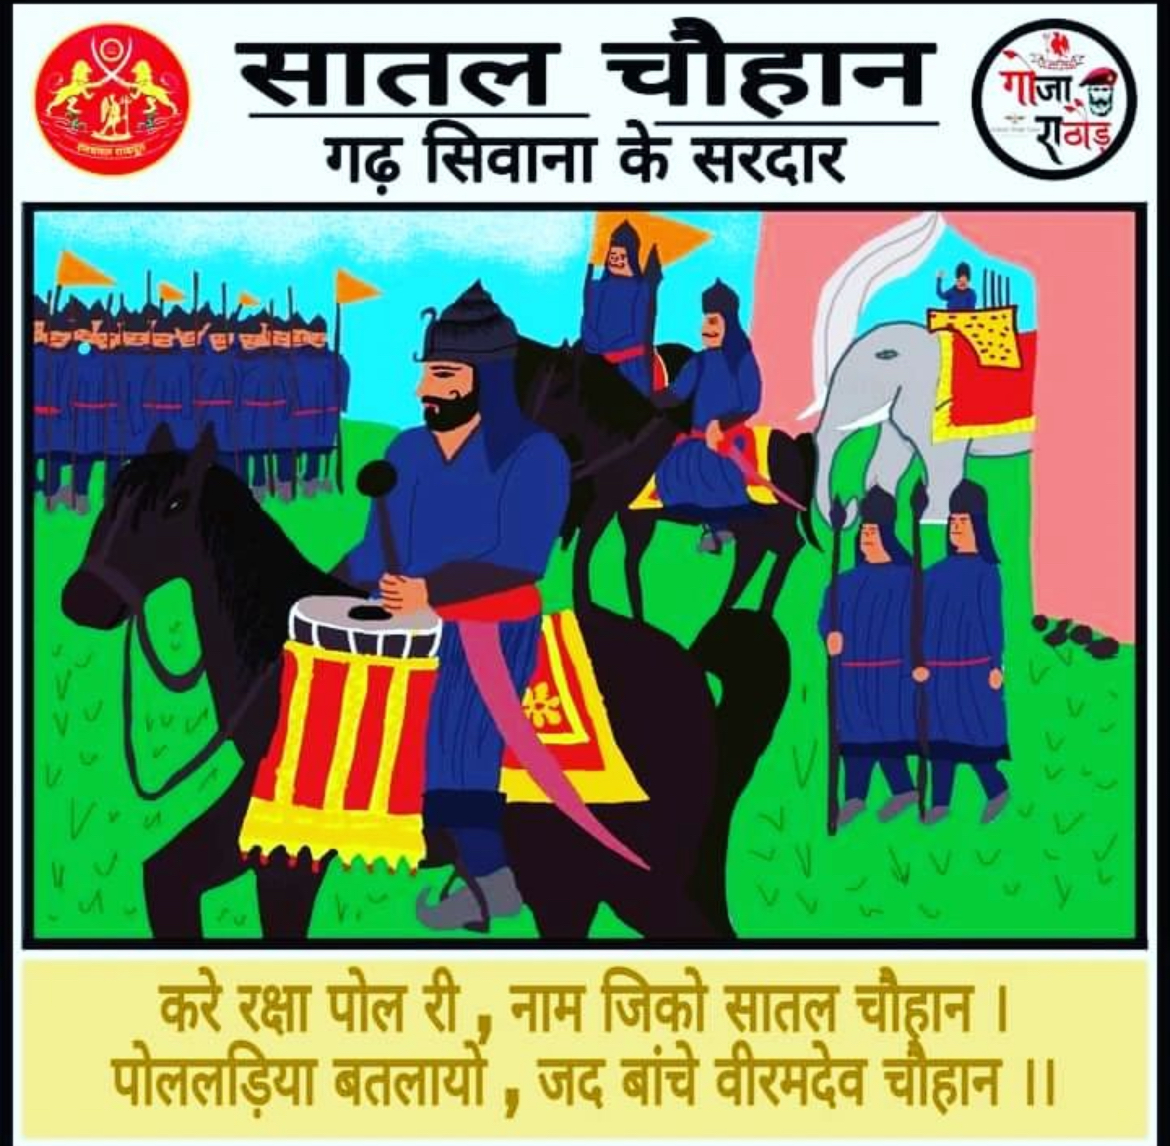 सातल चौहान
गढ़ सिवाना के सरदार
गोजा
राठौड़
करे रक्षा पोल री , नाम जिको सातल चौहान ।
पोललड़िया बतलायो , जद बांचे वीरमदेव चौहान ।।